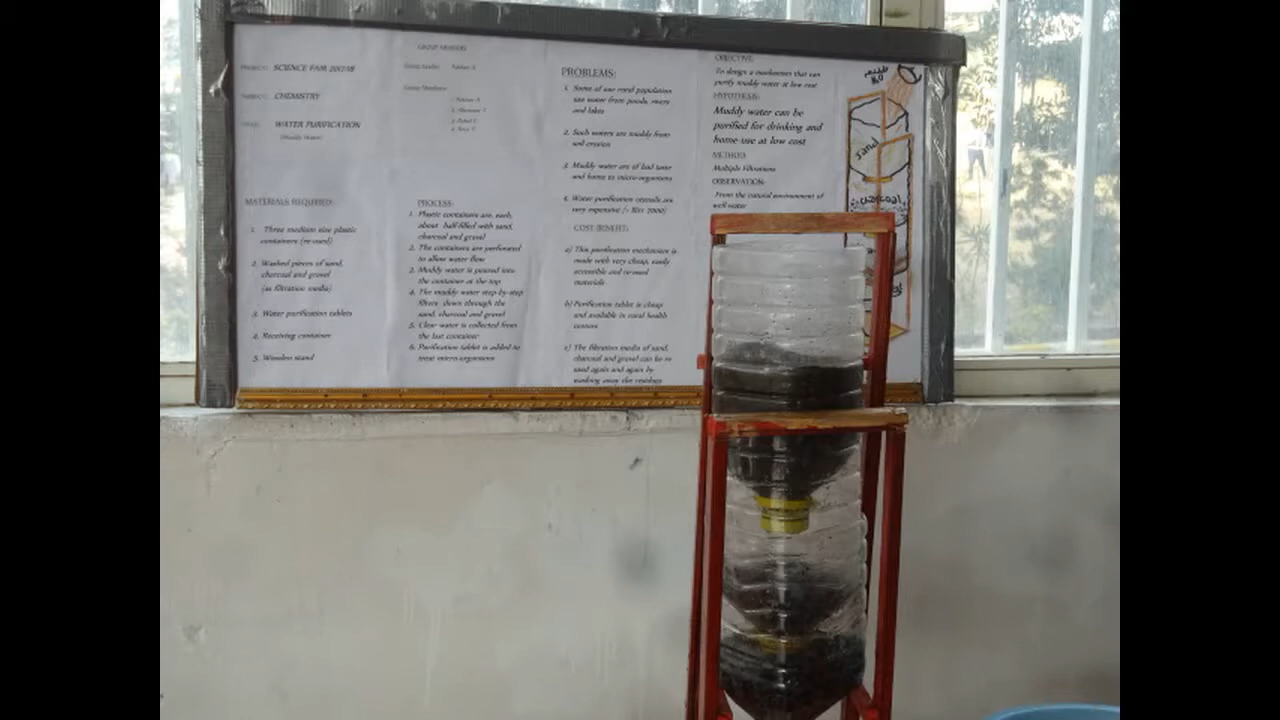 PROJECT: SCIENCE FAIR 2017/18
SUBJECT: CHEMISTRY
WATER PURIFICATION
(Muddy Water)
MATERIALS REQUIRED:
1. Three medium size plastic
containers (re-used)
2. Washed pieces of sand,
charcoal and gravel
(as filtration media)
3. Water purification tablets
4. Receiving container
5. Wooden stand
GROUP MEMBERS
Group Leader:
Group Members:
PROCESS:
1. Plastic containers are, each,
about half-filled with sand,
charcoal and gravel
2. The containers are perforated
to allow water flow
3. Muddy water is poured into
the container at the top
4. The muddy water step-by-step
filters down through the
sand, charcoal and gravel
5. Clear water is collected from
the last container
6. Purification tablet is added to
treat micro-organisms
PROBLEMS:
1. Some of our rural population
use water from ponds, rivers
and lakes
2. Such waters are muddy from
soil erosion
3. Muddy water are of bad taste
and home to micro-organisms
4. Water purification utensils are
very expensive (> Birr 2000)
COST BENEFIT:
a) This purification mechanism is
made with very cheap, easily
accessible and re-used
materials
b) Purification tablet is cheap
and available in rural health
centers
c) The filtration media of sand,
charcoal and gravel can be re-
used again and again by
washing away the residues
OBJECTIVE:
To design a mechanism that can
purify muddy water at low cost
HYPOTHESIS:
Muddy water can be
purified for drinking and
home-use at low cost
METHODS
Multiple Filtrations
OBSERVATION:
From the natural environment of
well water
muddy
H2O
sand
charcoal